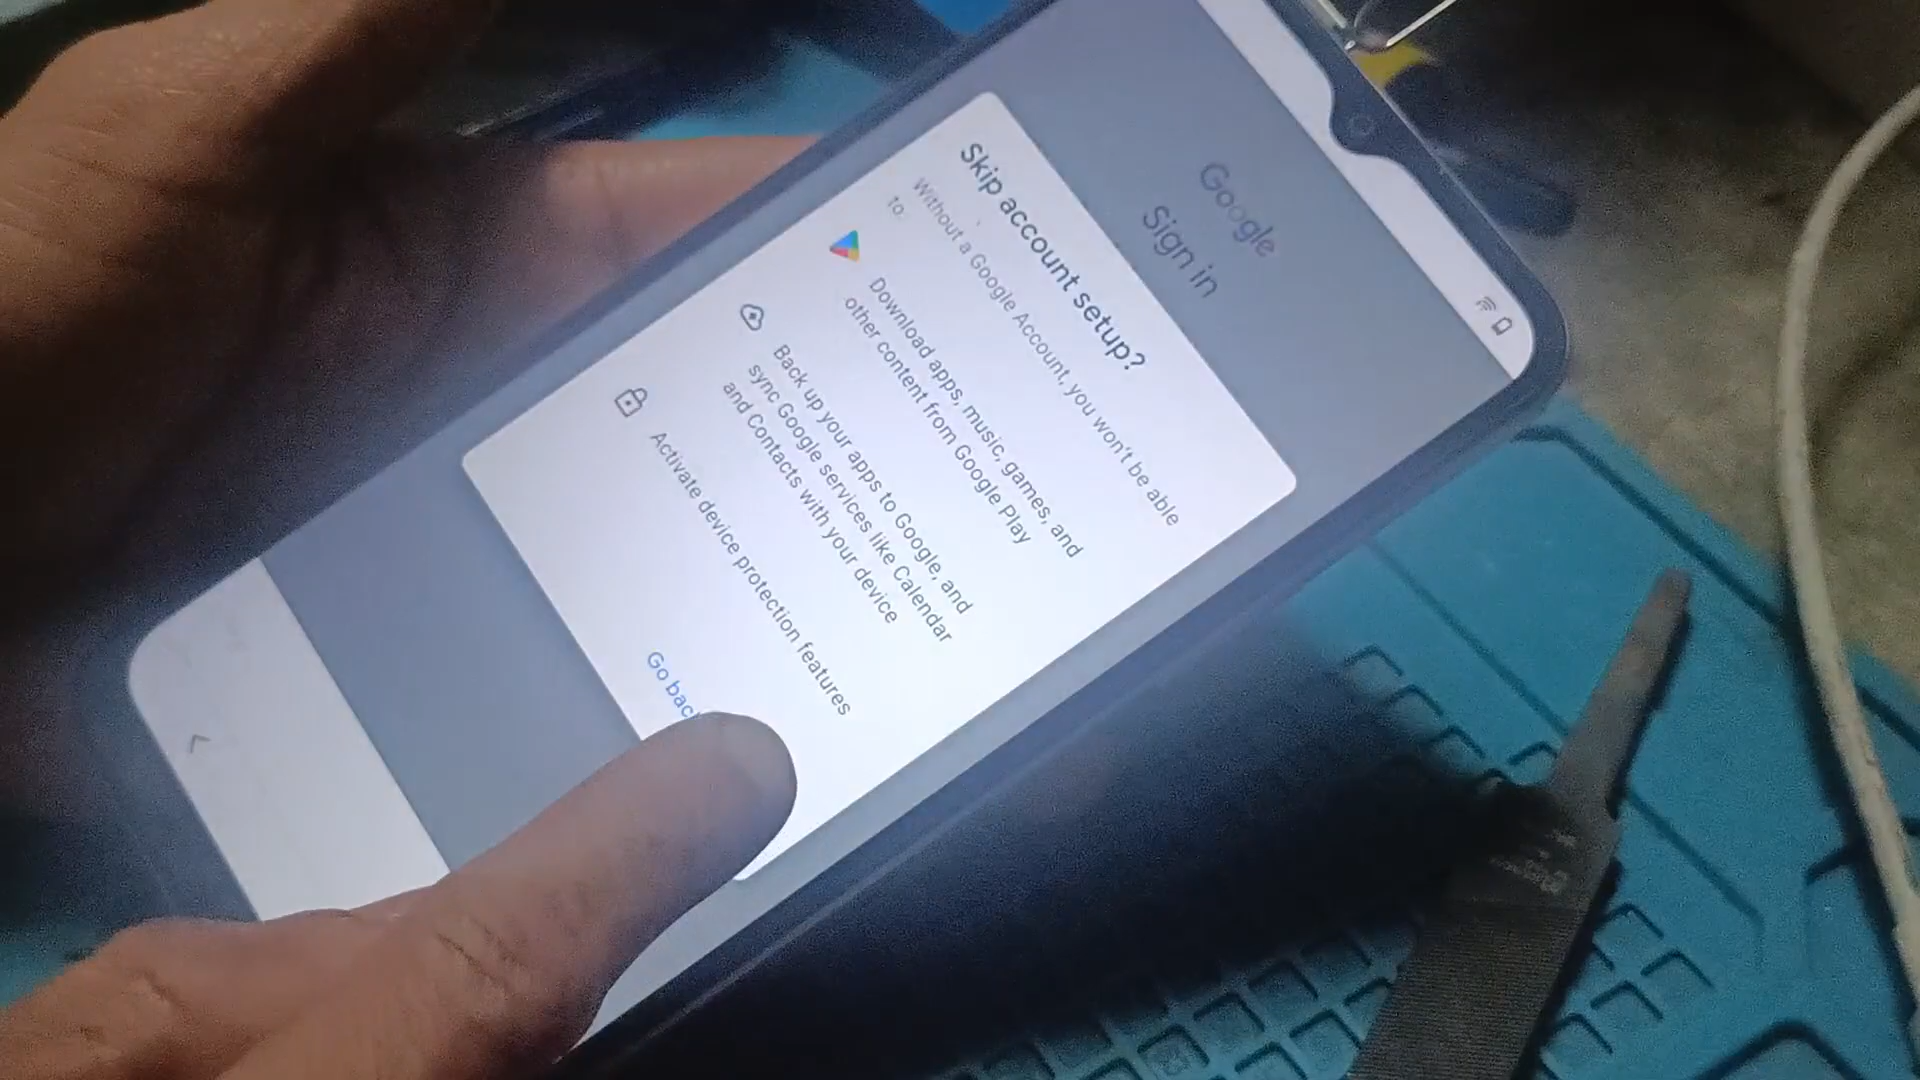 Google
Sign in
Skip account setup?
Without a Google Account, you won't be able
to:
Download apps, music, games, and
other content from Google Play
Back up your apps to Google, and
sync Google services like Calendar
and Contacts with your device
Activate device protection features
Go bac